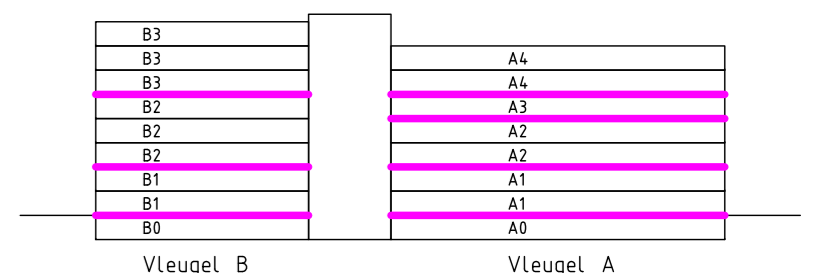 B3
B3 A4
B3 A4
B2 A3
B2 A2
B2 A2
B1 A1
B1 A1
B0 A0
Vleugel B Vleugel A